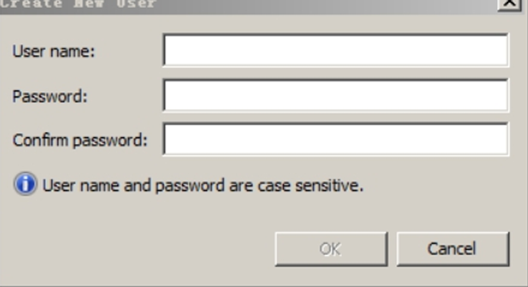 Create New User
User name:
Password:
Confirm password:
User name and password are case sensitive.
OK
Cancel